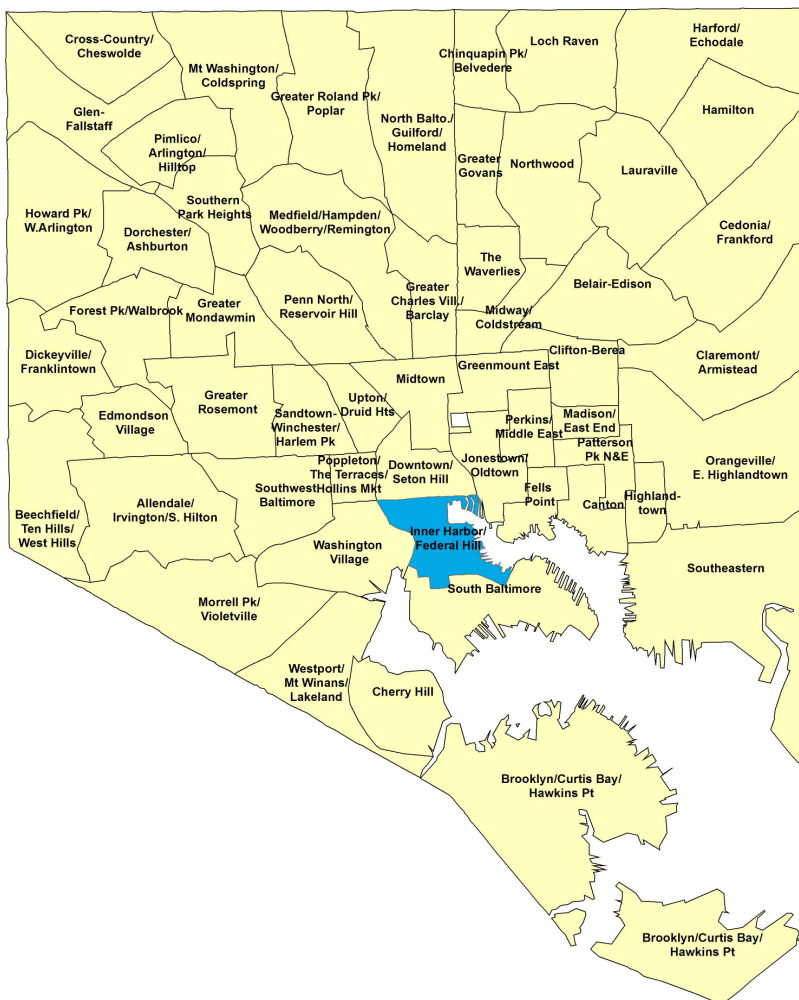 Cross-Country/
Cheswolde
Mt Washington/
Coldspring
Greater Roland Pk/
Poplar
North Balto./
Guilford/
Homeland
Chinquapin Pk/
Belvedere
Loch Raven
Harford/
Echodale
Glen-
Fallstaff
Pimlico/
Arlington/
Hilltop
Hamilton
Greater
Govans
Northwood
Lauraville
Howard Pk/
W.Arlington
Dorchester/
Ashburton
Southern
Park Heights
Medfield/Hampden/
Woodberry/Remington
Cedonia/
Frankford
The
Waverlies
Belair-Edison
Forest Pk/Walbrook
Greater
Mondawmin
Penn North/
Reservoir Hill
Greater
Charles Vill./
Barclay
Midway/
Coldstream
Dickeyville/
Franklintown
Clifton-Berea
Claremont/
Armistead
Greenmount East
Midtown
Edmondson
Village
Greater
Rosemont
Sandtown-
Winchester/
Harlem Pk
Upton/
Druid Hts
Perkins/
Middle East
Madison/
East End
Patterson
Pk N&E
Orangeville/
E. Highlandtown
Poppleton/
The Terraces/
Hollins Mkt
Downtown/
Seton Hill
Jonestown/
Oldtown
Southwest
Baltimore
Fells
Point
Canton
Highland-
town
Beechfield/
Ten Hills/
West Hills
Allendale/
Irvington/S. Hilton
Washington
Village
Inner Harbor/
Federal Hill
Southeastern
South Baltimore
Morrell Pk/
Violetville
Westport/
Mt Winans/
Lakeland
Cherry Hill
Brooklyn/Curtis Bay/
Hawkins Pt
Brooklyn/Curtis Bay/
Hawkins Pt